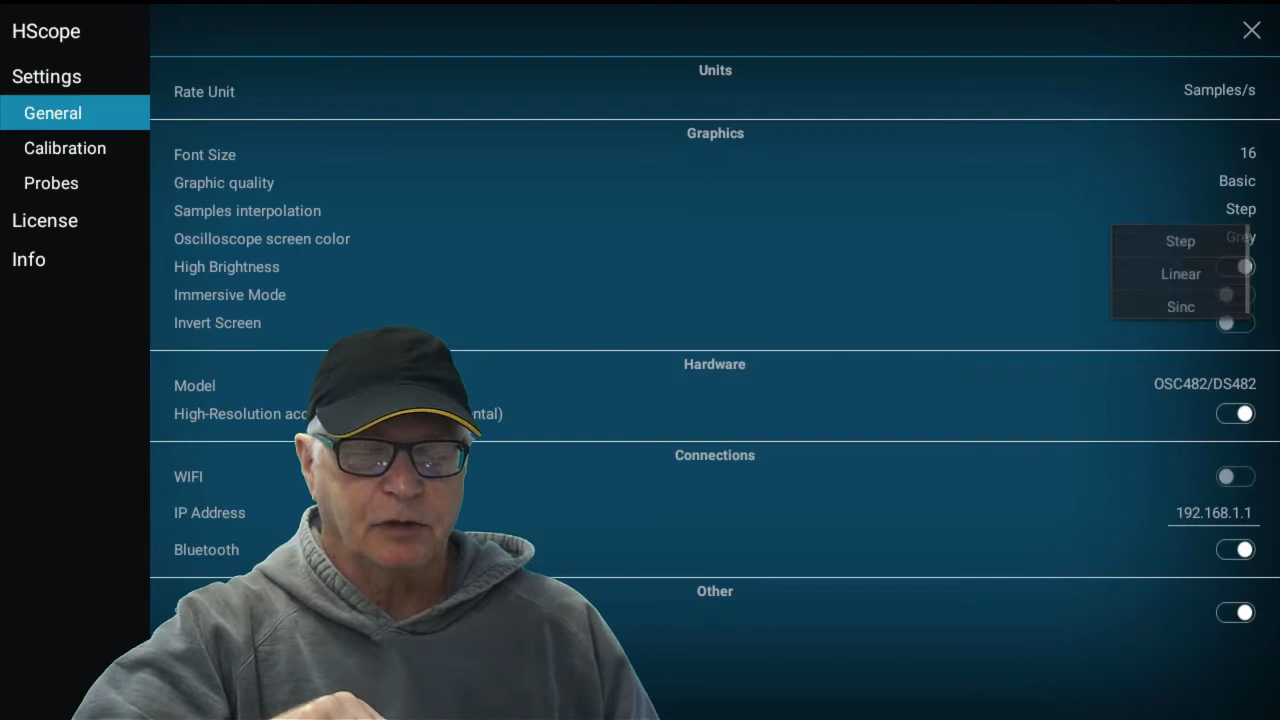 HScope
Settings
General
Calibration
Probes
License
Info
Units
Rate Unit Samples/s
Graphics
Font Size 16
Graphic quality Basic
Samples interpolation Step
Oscilloscope screen color Grey
High Brightness
Immersive Mode
Invert Screen
Step
Linear
Sinc
Hardware
Model OSC482/DS482
High-Resolution
Connections
WIFI
IP Address 192.168.1.1
Bluetooth
Other